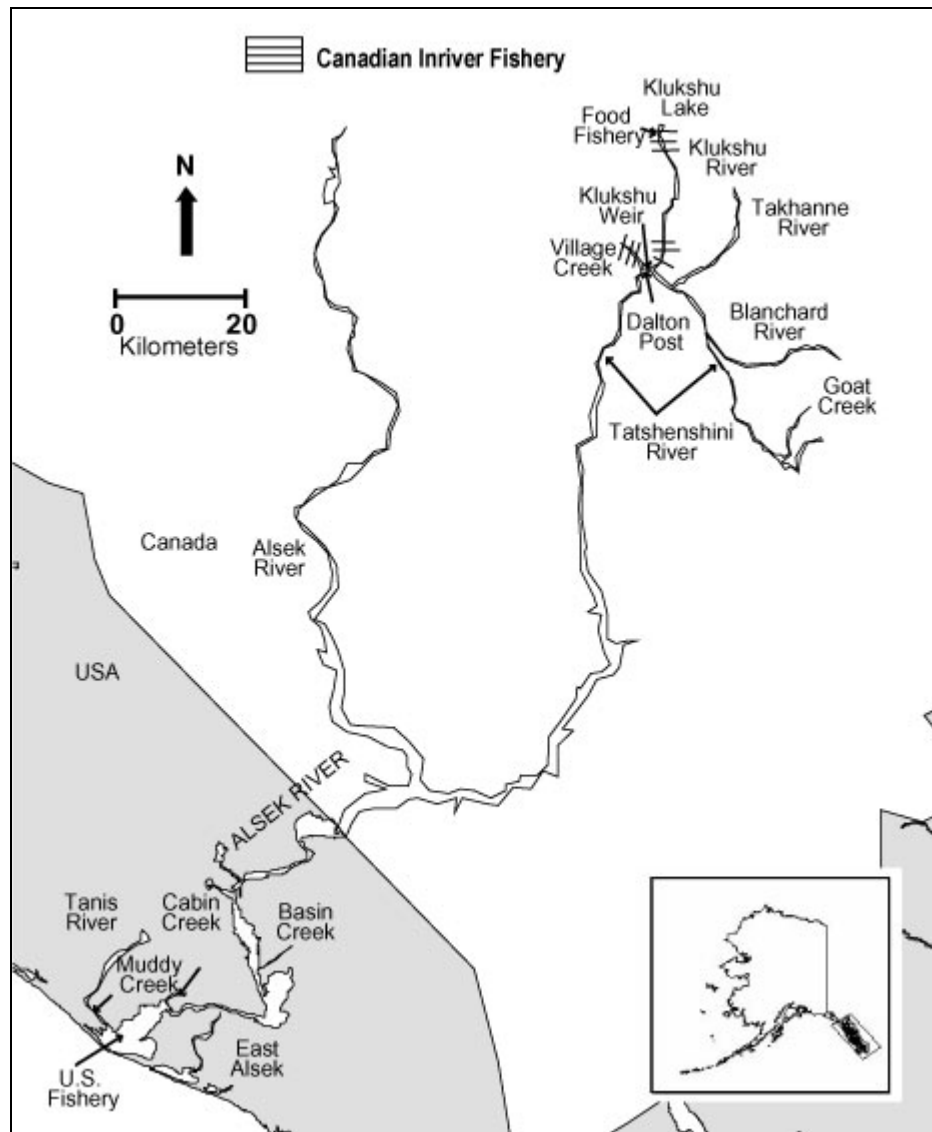 Canadian Inriver Fishery
Klukshu
Lake
Food
Fishery
Klukshu
River
N
Klukshu
Weir
Takhanne
River
Village
Creek
0
20
Kilometers
Dalton
Post
Blanchard
River
Goat
Creek
Tatshenshini
River
Canada
Alsek
River
USA
ALSEK RIVER
Tanis
River
Cabin
Creek
Basin
Creek
Muddy
Creek
East
Alsek
U.S.
Fishery